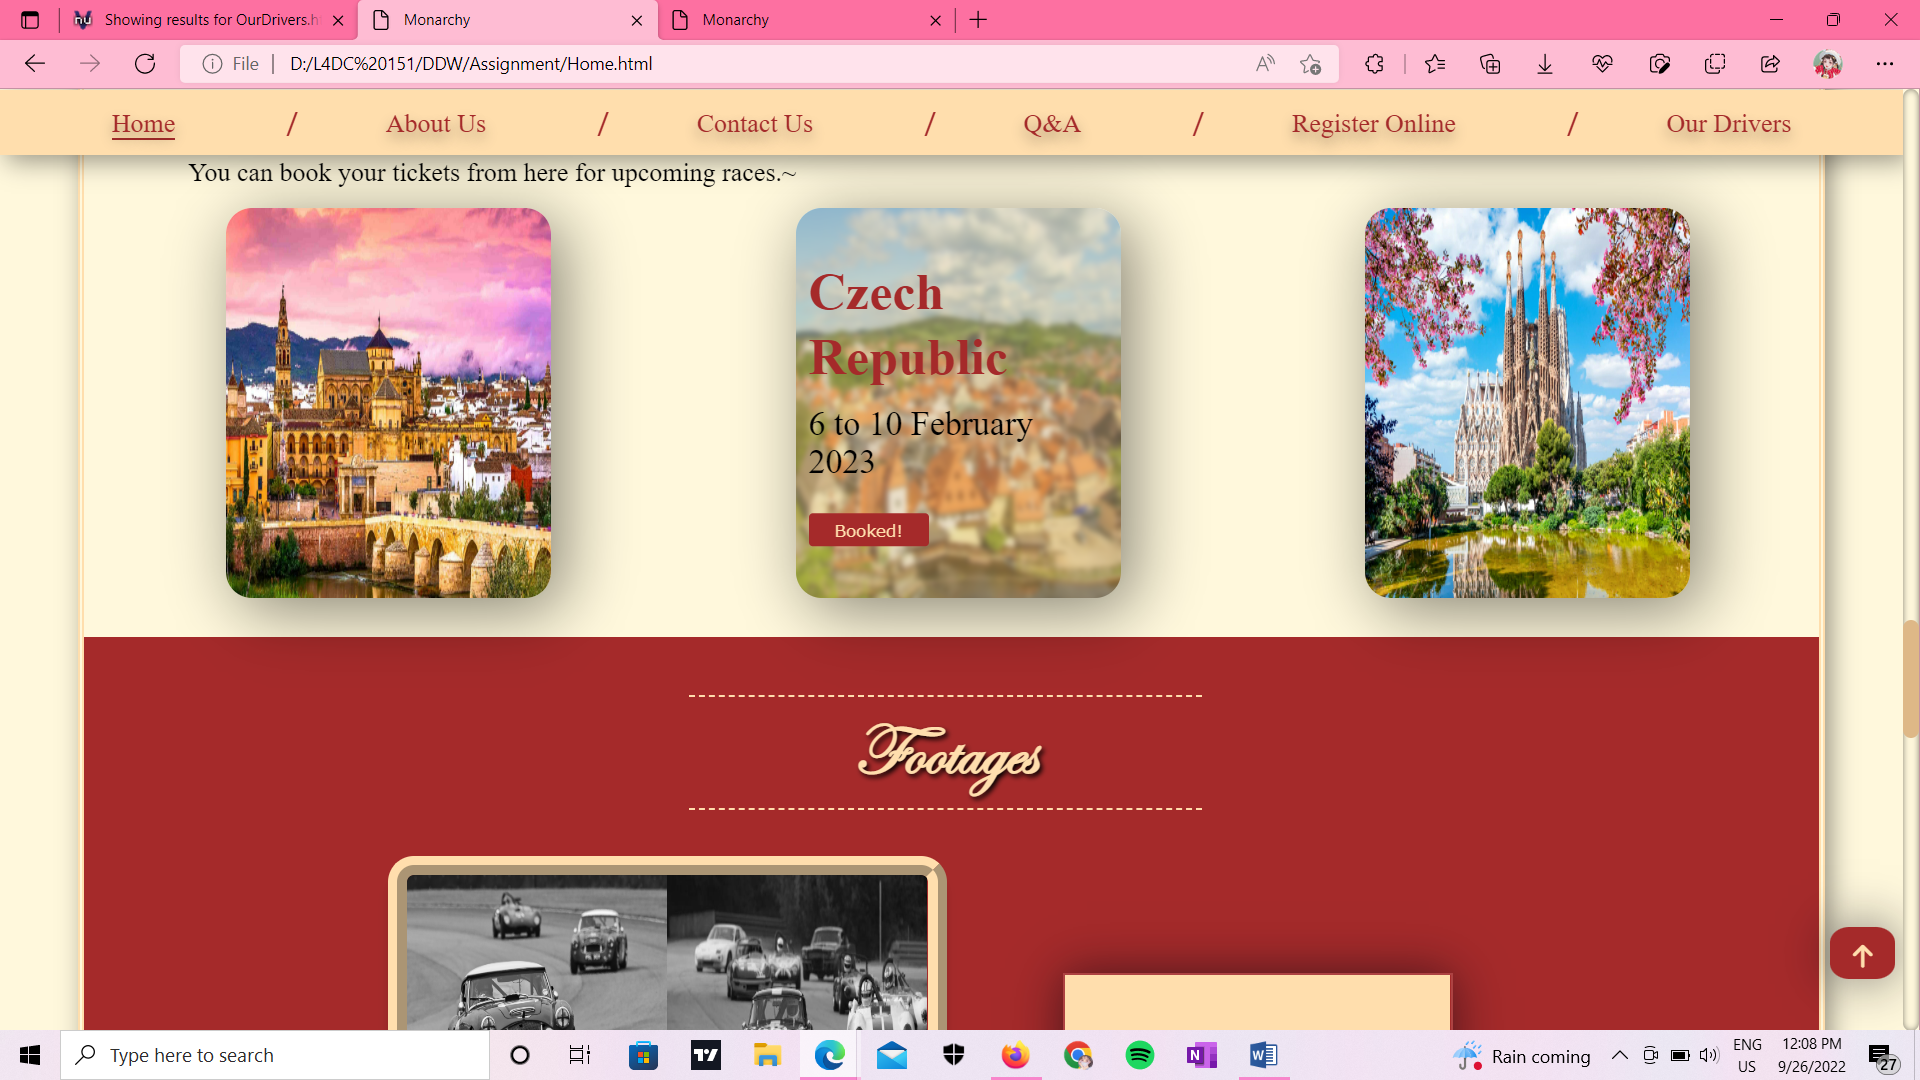 Showing results for OurDrivers.h
Monarchy
Monarchy
File
D:/L4DC%20151/DDW/Assignment/Home.html
Home / About Us / Contact Us / Q&A / Register Online / Our Drivers
You can book your tickets from here for upcoming races.~
Czech
Republic
6 to 10 February
2023
Booked!
Footages
Type here to search
Rain coming
ENG
US
12:08 PM
9/26/2022
27